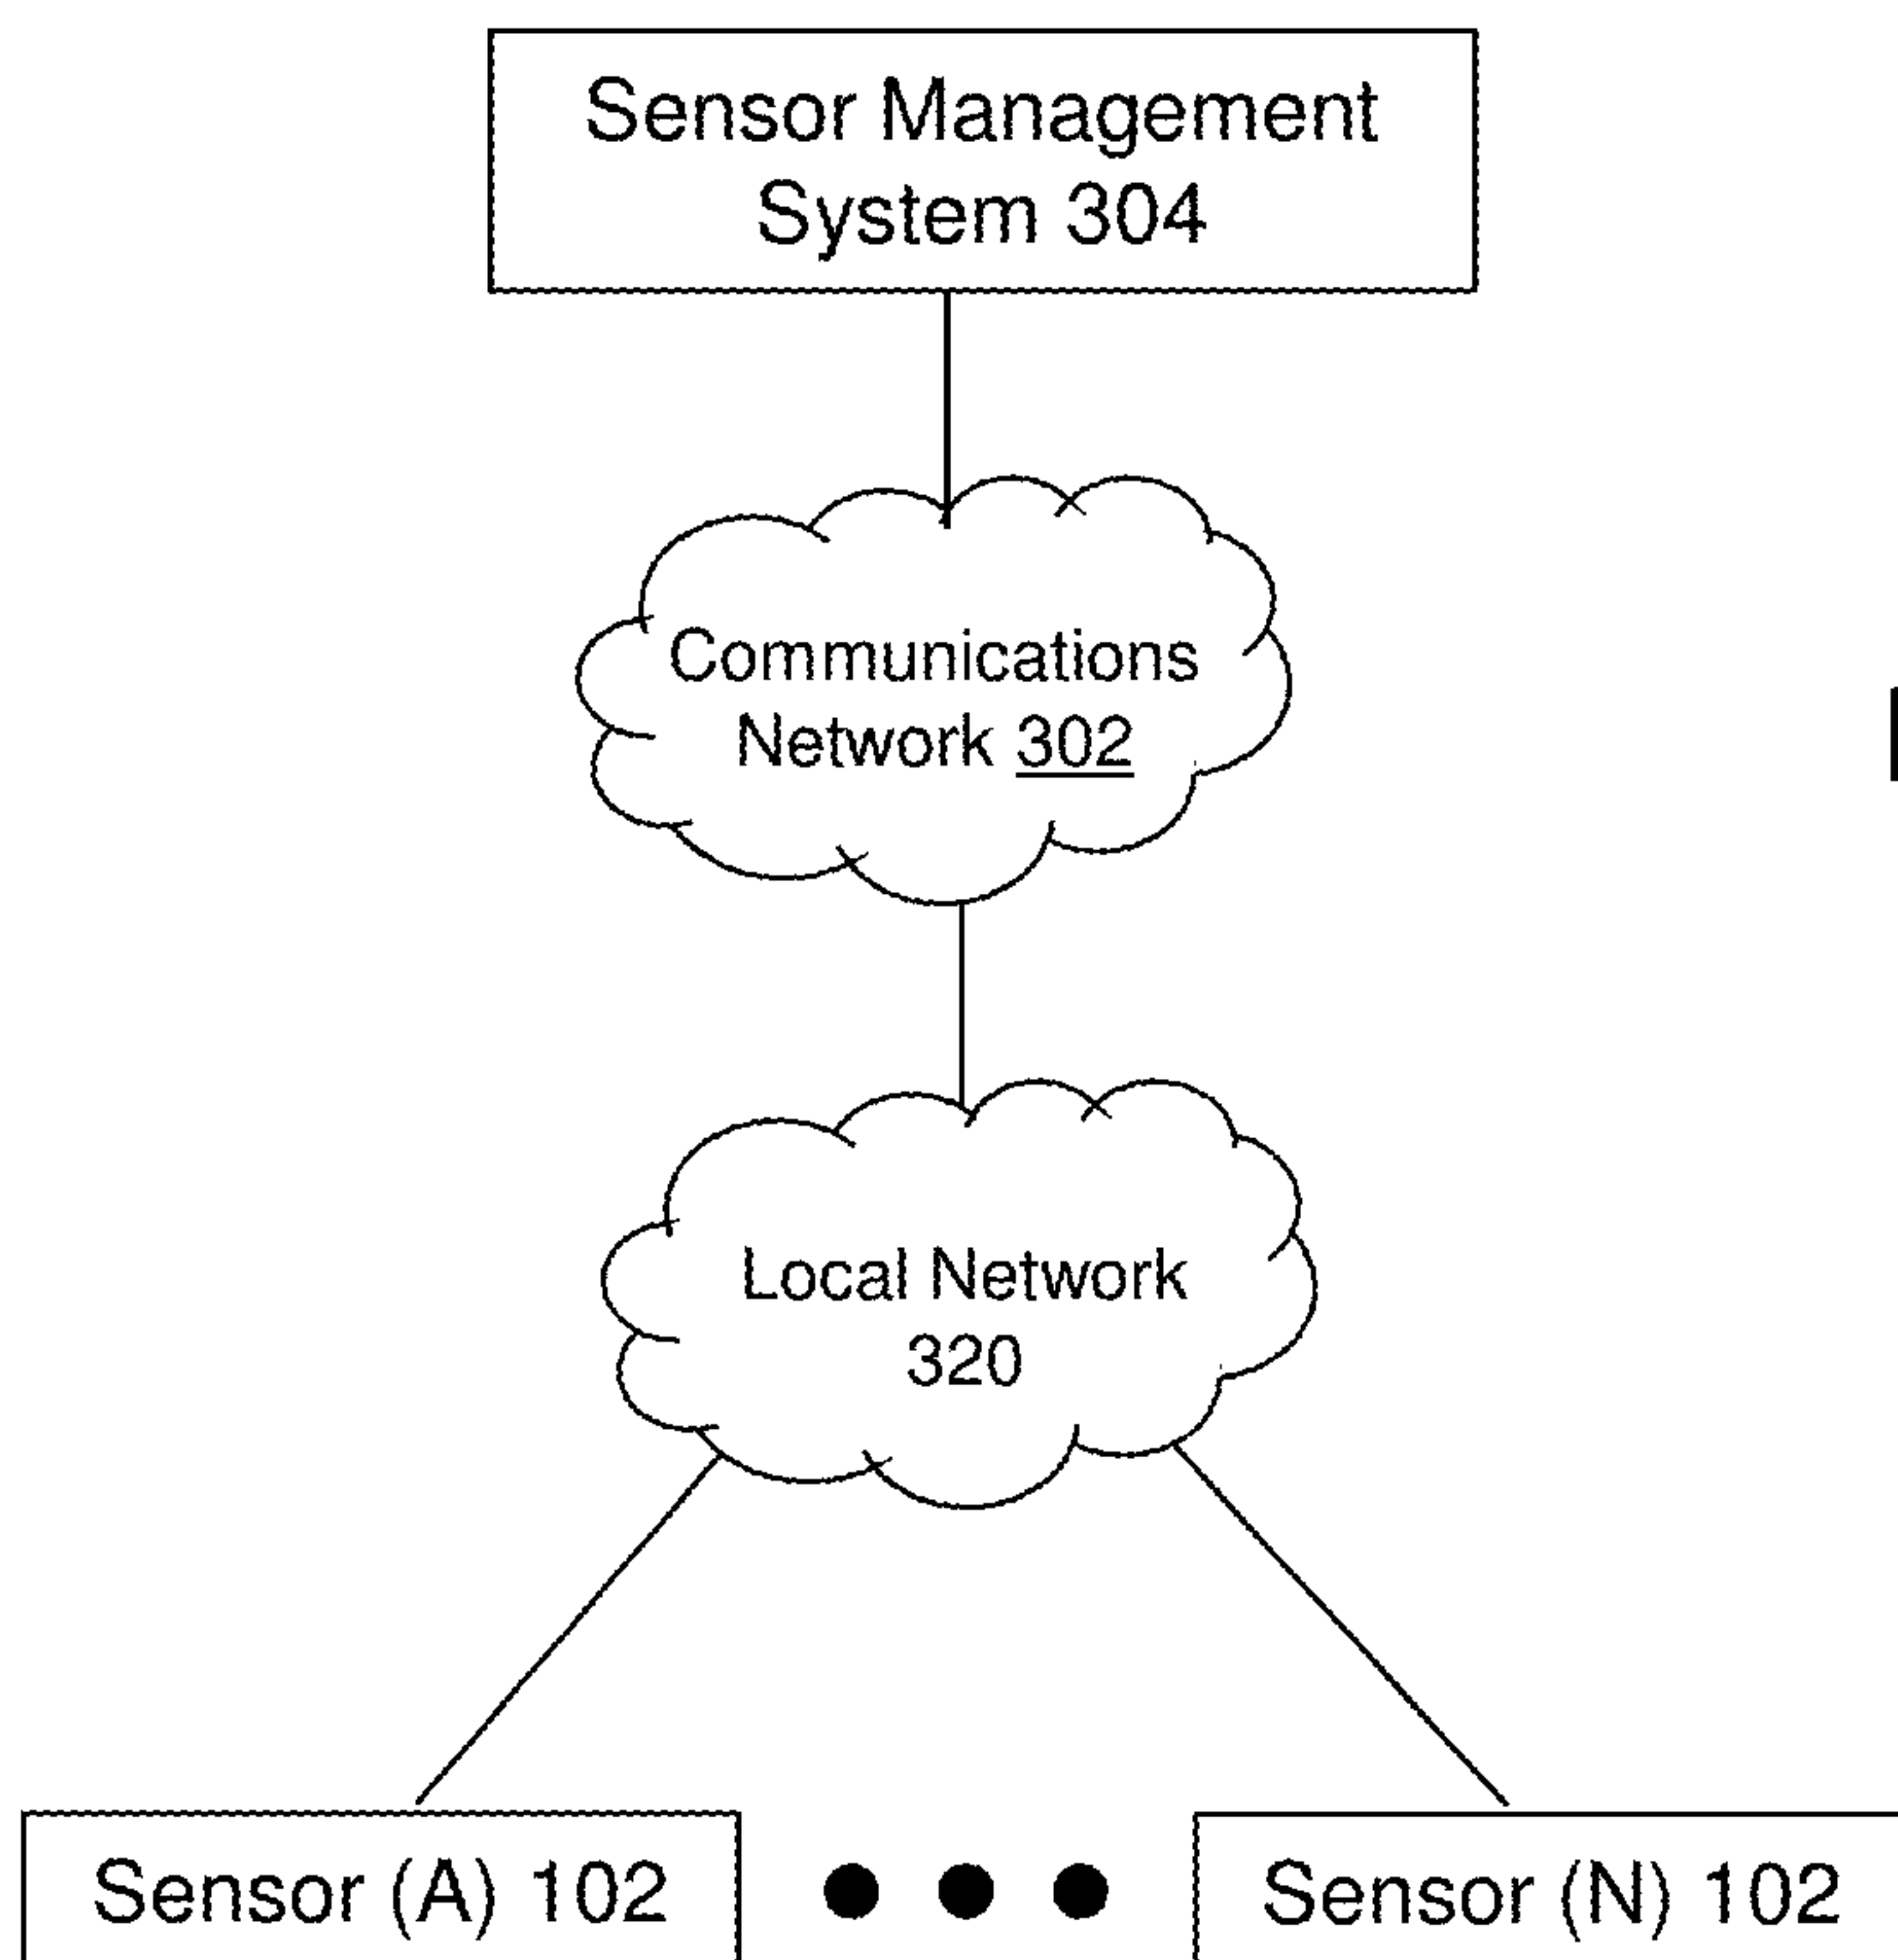 Sensor Management
System 304
Communications
Network 302
Local Network
320
Sensor (A) 102
Sensor (N) 102